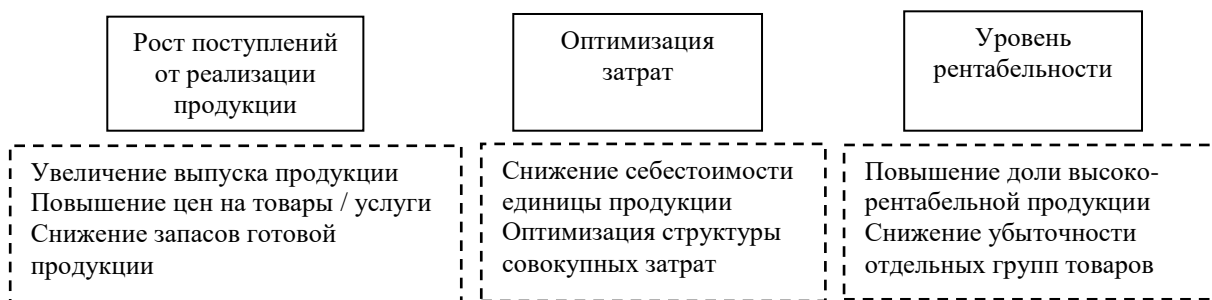 Рост поступлений
от реализации
продукции
Оптимизация
затрат
Уровень
рентабельности
Увеличение выпуска продукции
Повышение цен на товары / услуги
Снижение запасов готовой
продукции
Снижение себестоимости
единицы продукции
Оптимизация структуры
совокупных затрат
Повышение доли высоко-
рентабельной продукции
Снижение убыточности
отдельных групп товаров